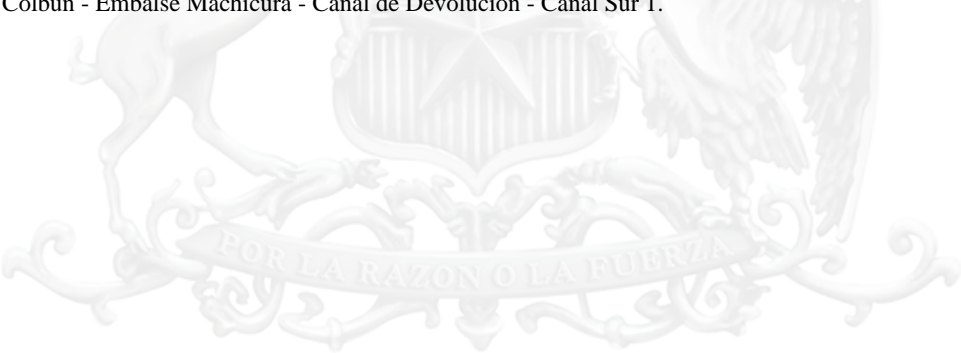 Colbún - Embalse Machicura - Canal de Devolución - Canal Sur 1.
POR LA RAZON O LA FUERZA